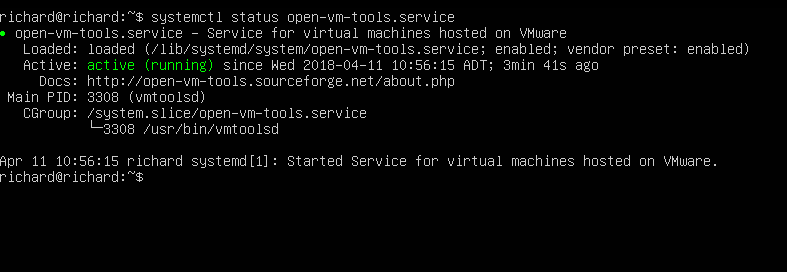 richard@richard:~$ systemctl status open-vm-tools.service
● open-vm-tools.service - Service for virtual machines hosted on VMware
   Loaded: loaded (/lib/systemd/system/open-vm-tools.service; enabled; vendor preset: enabled)
   Active: active (running) since Wed 2018-04-11 10:56:15 ADT; 3min 41s ago
     Docs: http://open-vm-tools.sourceforge.net/about.php
 Main PID: 3308 (vmtoolsd)
   CGroup: /system.slice/open-vm-tools.service
           └─3308 /usr/bin/vmtoolsd
Apr 11 10:56:15 richard systemd[1]: Started Service for virtual machines hosted on VMware.
richard@richard:~$